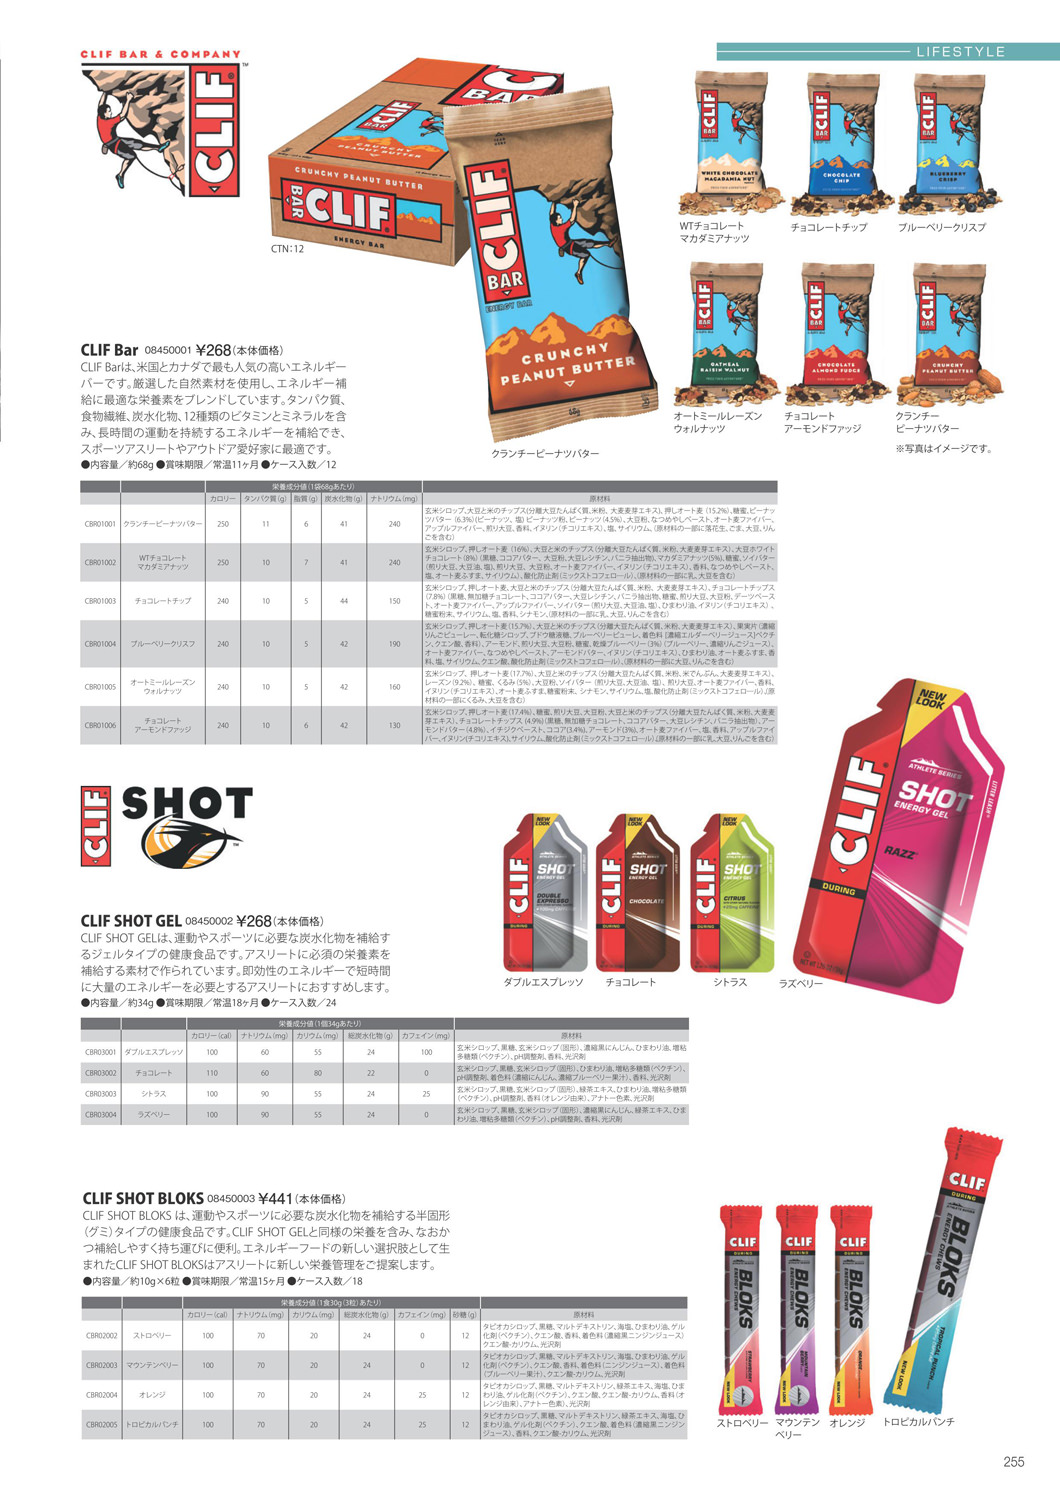 LIFESTYLE
CLIF BAR & COMPANY
CLIF
CRUNCHY PEANUT BUTTER
CLIF BAR
ENERGY BAR
CTN：12
CLIF BAR
ENERGY BAR
CRUNCHY
PEANUT BUTTER
68g
クランチーピーナツバター
WHITE CHOCOLATE
MACADAMIA NUT
CHOCOLATE
CHIP
BLUEBERRY
CRISP
WTチョコレート
マカダミアナッツ
チョコレートチップ
ブルーベリークリスプ
OATMEAL
RAISIN WALNUT
CHOCOLATE
ALMOND FUDGE
CRUNCHY
PEANUT BUTTER
オートミールレーズン
ウォルナッツ
チョコレート
アーモンドファッジ
クランチー
ピーナツバター
※写真はイメージです。
CLIF Bar 08450001 ¥268（本体価格）
CLIF Barは、米国とカナダで最も人気の高いエネルギー
バーです。厳選した自然素材を使用し、エネルギー補
給に最適な栄養素をブレンドしています。タンパク質、
食物繊維、炭水化物、12種類のビタミンとミネラルを含
み、長時間の運動を持続するエネルギーを補給でき、
スポーツアスリートやアウトドア愛好家に最適です。
●内容量／約68g ●賞味期限／常温11ヶ月 ●ケース入数／12
栄養成分値（1袋68gあたり）
カロリー タンパク質（g） 脂質（g） 炭水化物（g） ナトリウム（mg） 原材料
CBR01001 クランチーピーナツバター 250 11 6 41 240
玄米シロップ、大豆と米のチップス(分離大豆たんぱく質、米粉、大麦麦芽エキス)、押しオート麦（15.2%）、糖蜜、ピーナッ
ツバター（6.3%）(ピーナッツ、塩)ピーナッツ粉、ピーナッツ（4.5%）、大豆粉、なつめやしペースト、オート麦ファイバー、
アップルファイバー、煎り大豆、香料、イヌリン（チコリエキス）、塩、サイリウム、（原材料の一部に落花生、ごま、大豆、りん
ごを含む）
CBR01002 WTチョコレート
マカダミアナッツ 250 10 7 41 240
玄米シロップ、押しオート麦（16%）、大豆と米のチップス（分離大豆たんぱく質、米粉、大麦麦芽エキス）、大豆ホワイト
チョコレート（8%）（黒糖、ココアバター、大豆粉、大豆レシチン、バニラ抽出物）、マカダミアナッツ(5%)、糖蜜、ソイバター
（煎り大豆、大豆油、塩）、煎り大豆、大豆粉、オート麦ファイバー、イヌリン（チコリエキス）、香料、なつめやしペースト、
塩、オート麦ふすま、サイリウム）、酸化防止剤（ミックストコフェロール）、（原材料の一部に乳、大豆を含む）
CBR01003 チョコレートチップ 240 10 5 44 150
玄米シロップ、押しオート麦、大豆と米のチップス（分離大豆たんぱく質、米粉、大麦麦芽エキス）、チョコレートチップス
（7.8%）（黒糖、無加糖チョコレート、ココアバター、大豆レシチン、バニラ抽出物、糖蜜、煎り大豆、大豆粉、デーツペース
ト、オート麦ファイバー、アップルファイバー、ソイバター（煎り大豆、大豆油、塩）、ひまわり油、イヌリン（チコリエキス）、
糖蜜粉末、サイリウム、塩、香料、シナモン、（原材料の一部に乳、大豆、りんごを含む）
CBR01004 ブルーベリークリスフ 240 10 5 42 190
玄米シロップ、押しオート麦（15.7%）、大豆と米のチップス（分離大豆たんぱく質、米粉、大麦麦芽エキス）、果実片（濃縮
りんごピューレー、転化糖シロップ、ブドウ糖液糖、ブルーベリーピューレ、着色料［濃縮エルダーベリージュース]ペクチ
ン、クエン酸、香料）、アーモンド、煎り大豆、大豆粉、糖蜜、乾燥ブルーベリー（3%）（ブルーベリー、濃縮りんごジュース）、
オート麦ファイバー、なつめやしペースト、アーモンドバター、イヌリン（チコリエキス）、ひまわり油、オート麦ふすま、香
料、塩、サイリウム、クエン酸、酸化防止剤（ミックストコフェロール）、（原材料の一部に大豆、りんごを含む）
CBR01005 オートミールレーズン
ウォルナッツ 240 10 5 42 160
玄米シロップ、押しオート麦（17.7%）、大豆と米のチップス（分離大豆たんぱく質、米粉、米でんぷん、大麦麦芽エキス）、
レーズン（9.2%）、糖蜜、くるみ（5%）、大豆粉、ソイバター（煎り大豆、大豆油、塩）、煎り大豆、オート麦ファイバー、香料、
イヌリン（チコリエキス）、オート麦ふすま、糖蜜粉末、シナモン、サイリウム、塩、酸化防止剤（ミックストコフェロール）、（原
材料の一部にくるみ、大豆を含む）
CBR01006 チョコレート
アーモンドファッジ 240 10 6 42 130
玄米シロップ、押しオート麦（17.4%）、糖蜜、煎り大豆、大豆粉、大豆と米のチップス（分離大豆たんぱく質、米粉、大麦麦
芽エキス）、チョコレートチップス（4.9%）（黒糖、無加糖チョコレート、ココアバター、大豆レシチン、バニラ抽出物）、アー
モンドバター（4.8%）、イチジクペースト、ココア(3.4%)、アーモンド(3%)、オート麦ファイバー、塩、香料、アップルファイ
バー、イヌリン（チコリエキス)、サイリウム、酸化防止剤（ミックストコフェロール）（原材料の一部に乳、大豆、りんごを含む）
CLIF SHOT
NEW LOOK
ATHLETE SERIES
SHOT
ENERGY GEL
DOUBLE
EXPRESSO
DURING
CHOCOLATE
CITRUS
RAZZ
LITTER LEASH
ダブルエスプレッソ
チョコレート
シトラス
ラズベリー
CLIF SHOT GEL 08450002 ¥268（本体価格）
CLIF SHOT GELは、運動やスポーツに必要な炭水化物を補給す
るジェルタイプの健康食品です。アスリートに必須の栄養素を
補給する素材で作られています。即効性のエネルギーで短時間
に大量のエネルギーを必要とするアスリートにおすすめします。
●内容量／約34g ●賞味期限／常温18ヶ月 ●ケース入数／24
栄養成分値（1個34gあたり）
カロリー（cal） ナトリウム（mg） カリウム（mg） 総炭水化物（g） カフェイン（mg） 原材料
CBR03001 ダブルエスプレッソ 100 60 55 24 100
玄米シロップ、黒糖、玄米シロップ（固形）、濃縮黒にんじん、ひまわり油、増粘
多糖類（ペクチン）、pH調整剤、香料、光沢剤
CBR03002 チョコレート 110 60 80 22 0
玄米シロップ、黒糖、玄米シロップ（固形）、ひまわり油、増粘多糖類（ペクチン）、
pH調整剤、着色料（濃縮にんじん、濃縮ブルーベリー果汁）、香料、光沢剤
CBR03003 シトラス 100 90 55 24 25
玄米シロップ、黒糖、玄米シロップ（固形）、緑茶エキス、ひまわり油、増粘多糖類
（ペクチン）、pH調整剤、香料（オレンジ由来）、アナトー色素、光沢剤
CBR03004 ラズベリー 100 90 55 24 0
玄米シロップ、黒糖、玄米シロップ（固形）、濃縮黒にんじん、緑茶エキス、ひま
わり油、増粘多糖類（ペクチン）、pH調整剤、香料、光沢剤
CLIF SHOT BLOKS 08450003 ¥441（本体価格）
CLIF SHOT BLOKS は、運動やスポーツに必要な炭水化物を補給する半固形
（グミ）タイプの健康食品です。CLIF SHOT GELと同様の栄養を含み、なおか
つ補給しやすく持ち運びに便利。エネルギーフードの新しい選択肢として生
まれたCLIF SHOT BLOKSはアスリートに新しい栄養管理をご提案します。
●内容量／約10g×6粒 ●賞味期限／常温15ヶ月 ●ケース入数／18
栄養成分値（1食30g（3粒）あたり）
カロリー（cal） ナトリウム（mg） カリウム（mg） 総炭水化物（g） カフェイン（mg） 砂糖（g） 原材料
CBR02002 ストロベリー 100 70 20 24 0 12
タピオカシロップ、黒糖、マルトデキストリン、海塩、ひまわり油、ゲル
化剤（ペクチン）、クエン酸、香料、着色料（濃縮黒ニンジンジュース）
クエン酸-カリウム、光沢剤
CBR02003 マウンテンベリー 100 70 20 24 0 12
タピオカシロップ、黒糖、マルトデキストリン、海塩、ひまわり油、ゲル
化剤（ペクチン）、クエン酸、香料、着色料（ニンジンジュース）、着色料
（ブルーベリー果汁）、クエン酸-カリウム、光沢剤
CBR02004 オレンジ 100 70 20 24 25 12
タピオカシロップ、黒糖、マルトデキストリン、緑茶エキス、海塩、ひま
わり油、ゲル化剤（ペクチン）、クエン酸、クエン酸-カリウム、香料（オ
レンジ由来）、アナトー色素）、光沢剤
CBR02005 トロピカルパンチ 100 70 20 24 25 12
タピオカシロップ、黒糖、マルトデキストリン、緑茶エキス、海塩、ひ
まわり油、ゲル化剤（ペクチン）、クエン酸、着色料（濃縮黒ニンジン
ジュース）、香料、クエン酸-カリウム、光沢剤
CLIF
DURING
BLOKS
ENERGY CHEWS
STRAWBERRY
MOUNTAIN BERRY
ORANGE
TROPICAL PUNCH
NEW LOOK
ストロベリー
マウンテン
ベリー
オレンジ
トロピカルパンチ
255